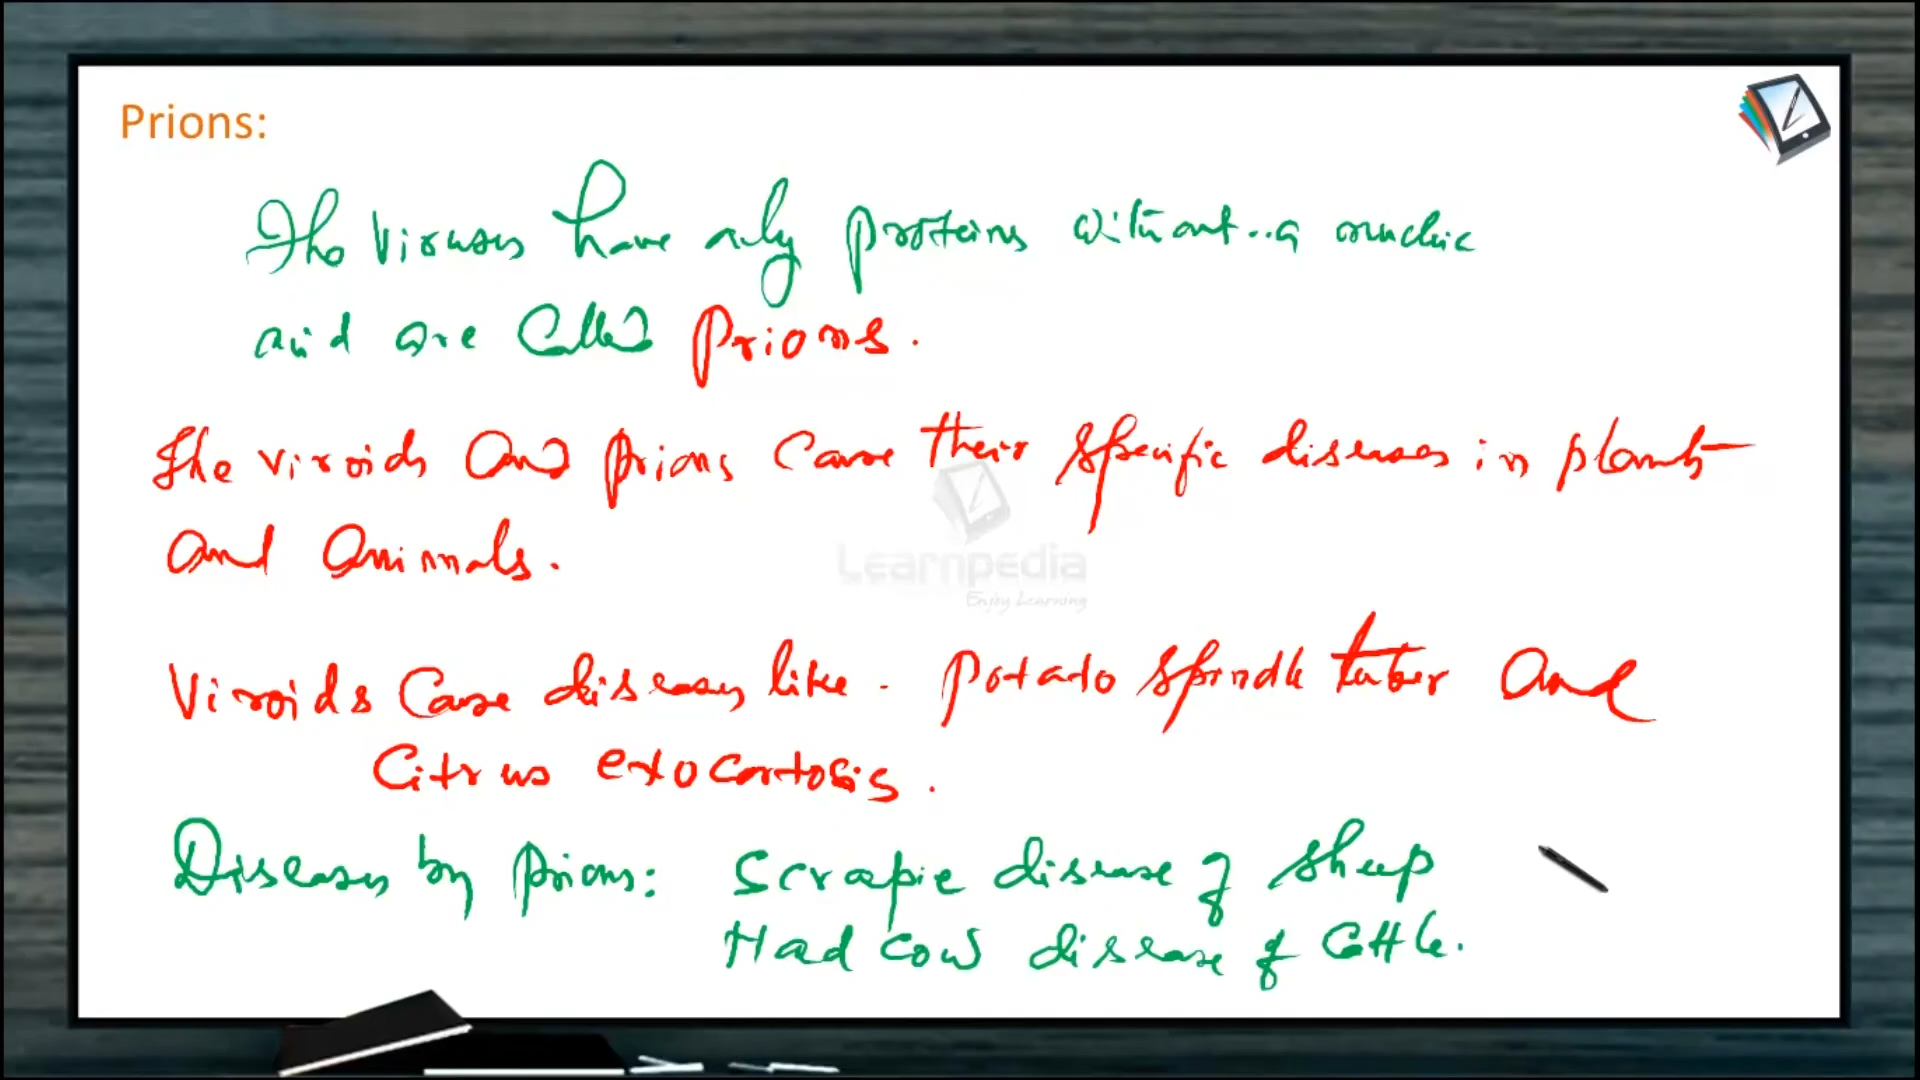 Prions:
The Viruses have only proteins without..a nucleic
acid are Called Prions.
The viroids and prions cause their specific diseases in plants
and Animals.
Learnpedia
Enjoy Learning
Viroids Cause diseases like - potato spindle tuber and
Citrus exocortosis.
Diseases by prions: Scrapie disease of sheep
Mad cow disease of Cattle.